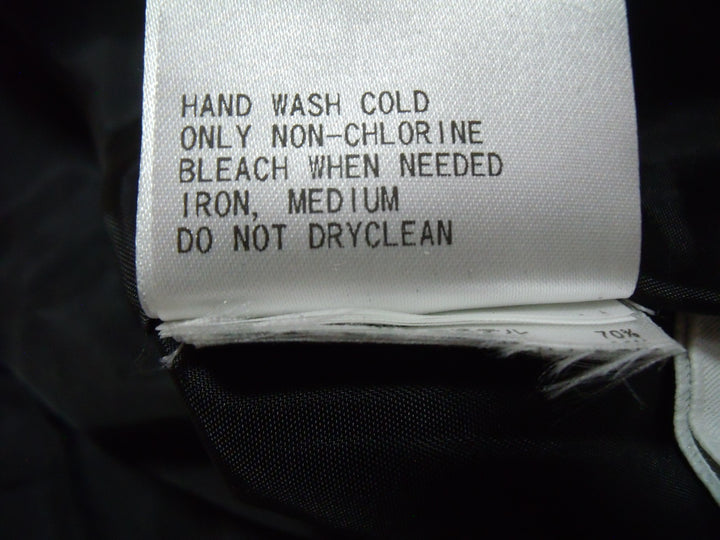 HAND WASH COLD
ONLY NON-CHLORINE
BLEACH WHEN NEEDED
IRON, MEDIUM
DO NOT DRYCLEAN
70%